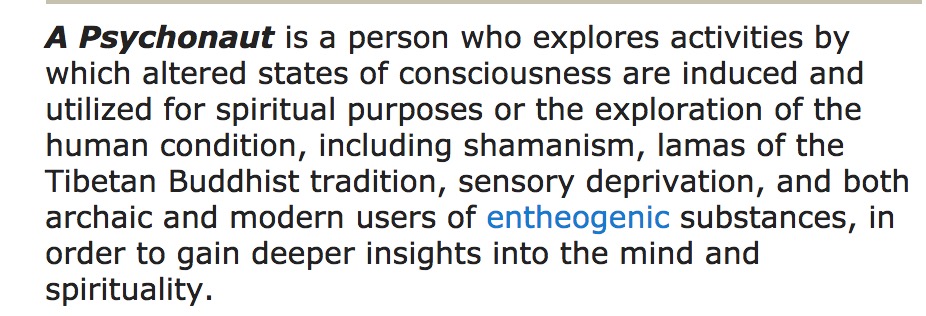 A Psychonaut is a person who explores activities by
which altered states of consciousness are induced and
utilized for spiritual purposes or the exploration of the
human condition, including shamanism, lamas of the
Tibetan Buddhist tradition, sensory deprivation, and both
archaic and modern users of entheogenic substances, in
order to gain deeper insights into the mind and
spirituality.